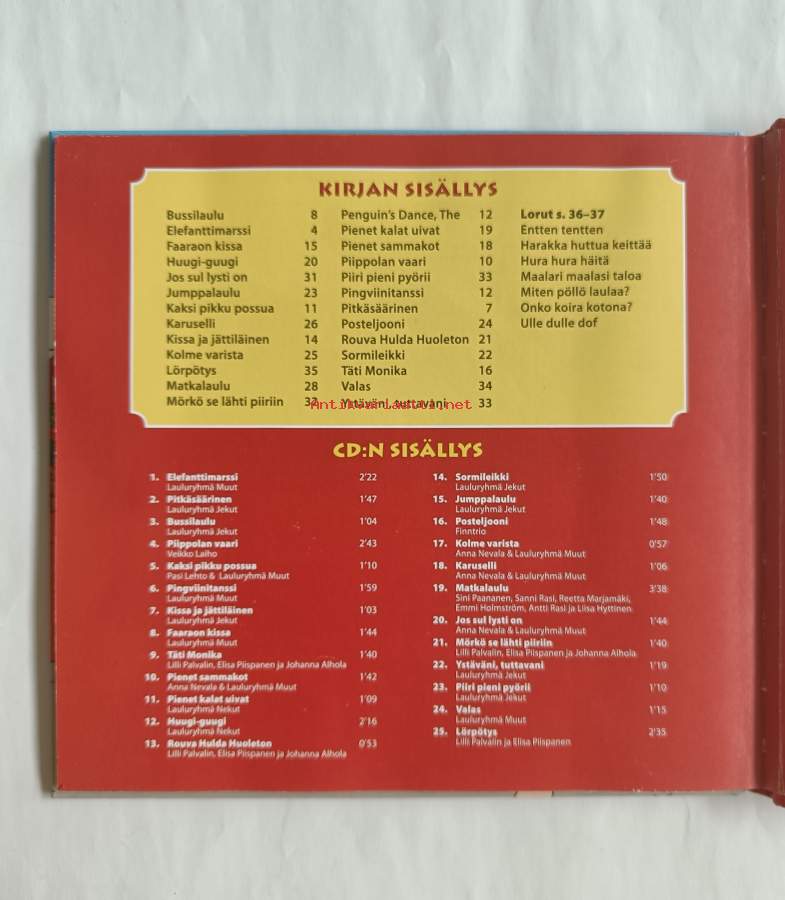 KIRJAN SISÄLLYS
Bussilaulu 8
Elefanttimarssi 4
Faaraon kissa 15
Huugi-guugi 20
Jos sul lysti on 31
Jumppalaulu 23
Kaksi pikku possua 11
Karuselli 26
Kissa ja jättiläinen 14
Kolme varista 25
Lörpötys 35
Matkalaulu 28
Mörkö se lähti piiriin 32
Penguin's Dance, The 12
Pienet kalat uivat 19
Pienet sammakot 18
Piippolan vaari 10
Piiri pieni pyörii 33
Pingviinitanssi 12
Pitkäsäärinen 7
Posteljooni 24
Rouva Hulda Huoleton 21
Sormileikki 22
Täti Monika 16
Valas 34
Ystäväni, tuttavani 33
Lorut s. 36–37
Entten tentten
Harakka huttua keittää
Hura hura häitä
Maalari maalasi taloa
Miten pöllö laulaa?
Onko koira kotona?
Ulle dulle dof
Antikvariaatti.net
CD:N SISÄLLYS
1. Elefanttimarssi 2'22
Lauluryhmä Muut
2. Pitkäsäärinen 1'47
Lauluryhmä Jekut
3. Bussilaulu 1'04
Lauluryhmä Jekut
4. Piippolan vaari 2'43
Veikko Laiho
5. Kaksi pikku possua 1'10
Pasi Lehto & Lauluryhmä Muut
6. Pingviinitanssi 1'59
Lauluryhmä Muut
7. Kissa ja jättiläinen 1'03
Lauluryhmä Jekut
8. Faaraon kissa 1'44
Lauluryhmä Muut
9. Täti Monika 1'40
Lilli Palvalin, Elisa Piispanen ja Johanna Alhola
10. Pienet sammakot 1'42
Anna Nevala & Lauluryhmä Muut
11. Pienet kalat uivat 1'09
Lauluryhmä Nekut
12. Huugi-guugi 2'16
Lauluryhmä Nekut
13. Rouva Hulda Huoleton 0'53
Lilli Palvalin, Elisa Piispanen ja Johanna Alhola
14. Sormileikki 1'50
Lauluryhmä Jekut
15. Jumppalaulu 1'40
Lauluryhmä Jekut
16. Posteljooni 1'48
Finntrio
17. Kolme varista 0'57
Anna Nevala & Lauluryhmä Muut
18. Karuselli 1'06
Anna Nevala & Lauluryhmä Muut
19. Matkalaulu 3'38
Sini Paananen, Sanni Rasi, Reetta Marjamäki,
Emmi Holmström, Antti Rasi ja Liisa Hyttinen
20. Jos sul lysti on 1'44
Anna Nevala & Lauluryhmä Muut
21. Mörkö se lähti piiriin 1'40
Lilli Palvalin, Elisa Piispanen ja Johanna Alhola
22. Ystäväni, tuttavani 1'19
Lauluryhmä Jekut
23. Piiri pieni pyörii 1'10
Lauluryhmä Jekut
24. Valas 1'15
Lauluryhmä Muut
25. Lörpötys 2'35
Lilli Palvalin ja Elisa Piispanen